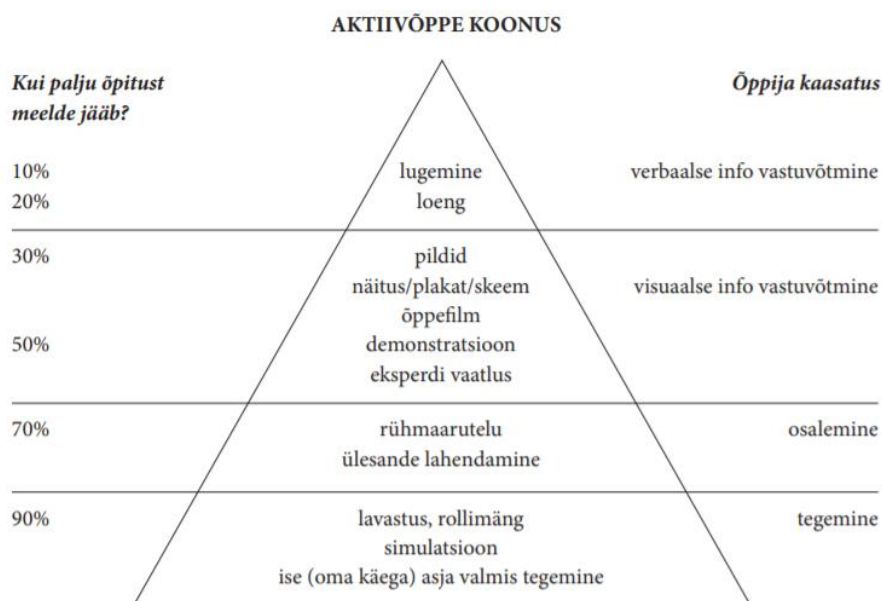 AKTIIVÕPPE KOONUS
Kui palju õpitust
meelde jääb?
Õppija kaasatus
10% lugemine verbaalse info vastuvõtmine
20% loeng
30% pildid
näitus/plakat/skeem visuaalse info vastuvõtmine
õppefilm
50% demonstratsioon
eksperdi vaatlus
70% rühmaarutelu osalemine
ülesande lahendamine
90% lavastus, rollimäng tegemine
simulatsioon
ise (oma käega) asja valmis tegemine